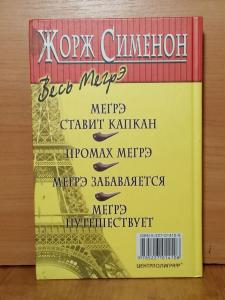 ЖОРЖ СИМЕНОН
Весь Мегрэ
МЕГРЭ
СТАВИТ КАПКАН
ПРОМАХ МЕГРЭ
МЕГРЭ ЗАБАВЛЯЕТСЯ
МЕГРЭ
ПУТЕШЕСТВУЕТ
ЦЕНТРПОЛИГРАФ